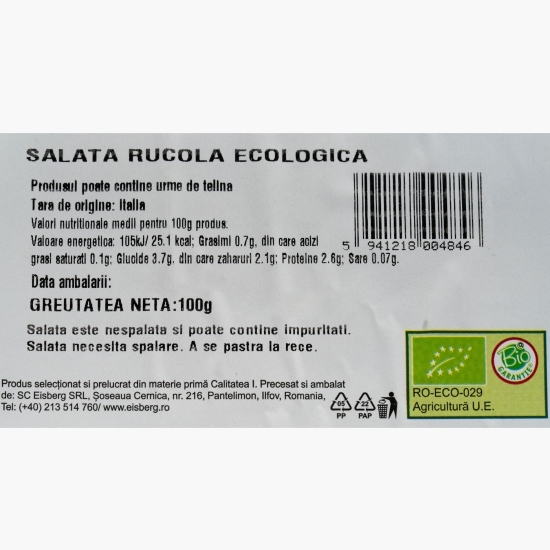 SALATA RUCOLA ECOLOGICA
Produsul poate contine urme de telina
Tara de origine: Italia
Valori nutritionale medii pentru 100g produs.
Valoare energetica: 105kJ/ 25.1 kcal; Grasimi 0.7g, din care acizi
grasi saturati 0.1g; Glucide 3.7g. din care zaharuri 2.1g; Proteine 2.6g; Sare 0.07g.
5 941218 004846
Data ambalarii:
GREUTATEA NETA:100g
Salata este nespalata si poate contine impuritati.
Salata necesita spalare. A se pastra la rece.
Produs selecționat si prelucrat din materie primă Calitatea I. Precesat si ambalat
de: SC Eisberg SRL, Șoseaua Cernica, nr. 216, Pantelimon, Ilfov, Romania,
Tel: (+40) 213 514 760/ www.eisberg.ro
05
PP
22
PAP
Bio
GARANTIE
RO-ECO-029
Agricultură U.E.